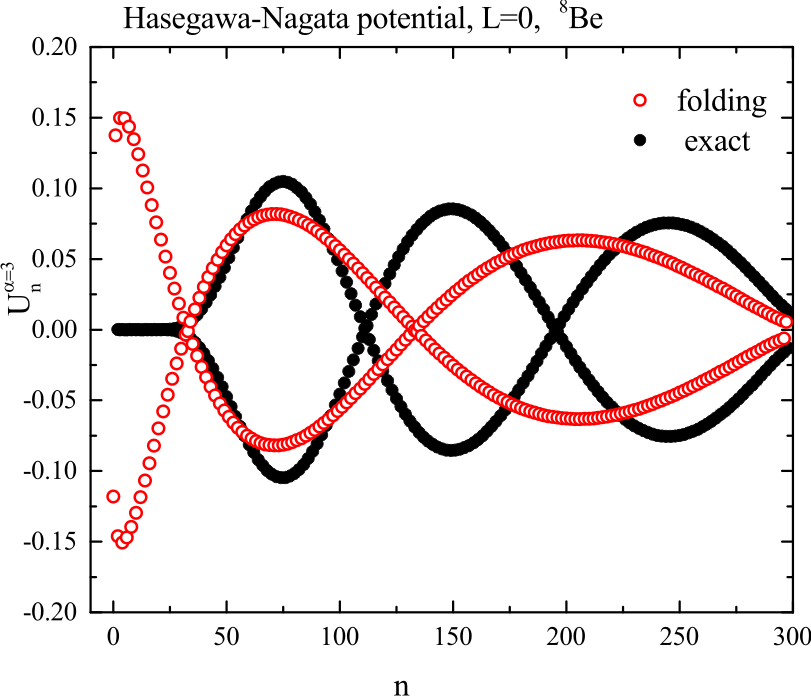 Hasegawa-Nagata potential, L=0, ⁸Be
0.20
0.15
0.10
0.05
0.00
-0.05
-0.10
-0.15
-0.20
Uₙ^α=3
folding
exact
0 50 100 150 200 250 300
n